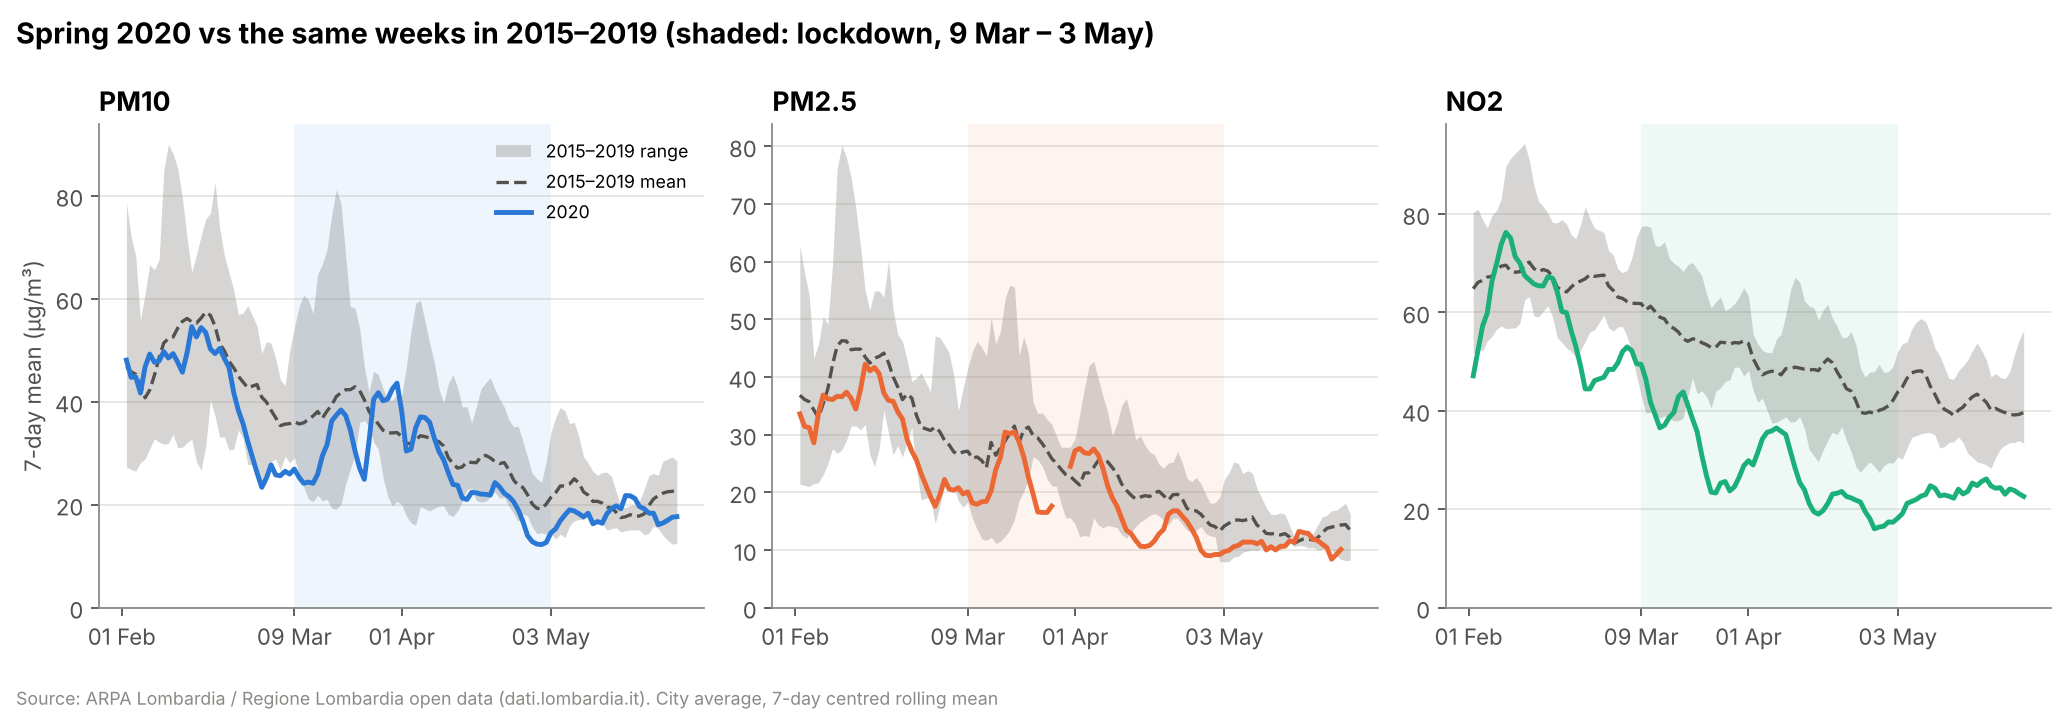 Spring 2020 vs the same weeks in 2015–2019 (shaded: lockdown, 9 Mar – 3 May)
PM10
7-day mean (µg/m³)
80
60
40
20
0
01 Feb
09 Mar
01 Apr
03 May
2015–2019 range
2015–2019 mean
2020
PM2.5
80
70
60
50
40
30
20
10
0
01 Feb
09 Mar
01 Apr
03 May
NO2
80
60
40
20
0
01 Feb
09 Mar
01 Apr
03 May
Source: ARPA Lombardia / Regione Lombardia open data (dati.lombardia.it). City average, 7-day centred rolling mean